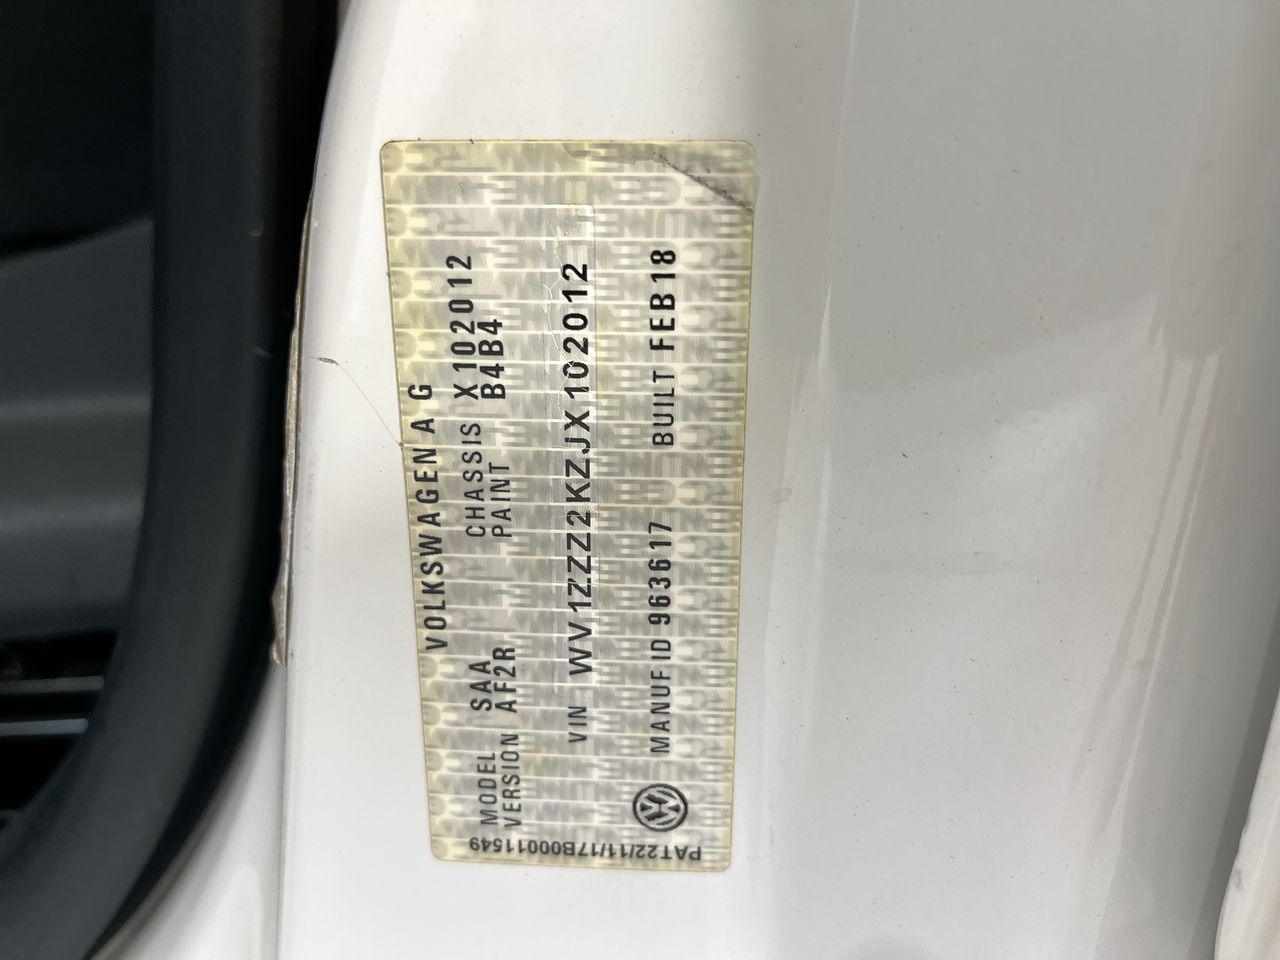 VOLKSWAGEN AG
MODEL SAA CHASSIS X102012
VERSION AF2R PAINT B4B4
VIN WV1ZZZ2KZJX102012
MANUF ID 963617 BUILT FEB18
PAT22/11/17B00011549